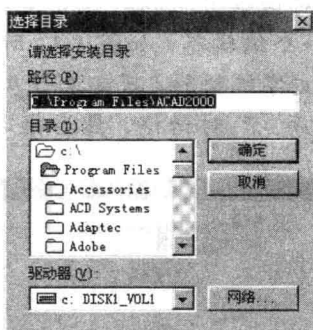 选择目录
请选择安装目录
路径(P):
C:\Program Files\ACAD2000
目录(D):
c:\
Program Files
Accessories
ACD Systems
Adaptec
Adobe
确定
取消
驱动器(V):
c: DISK1_VOL1
网络...